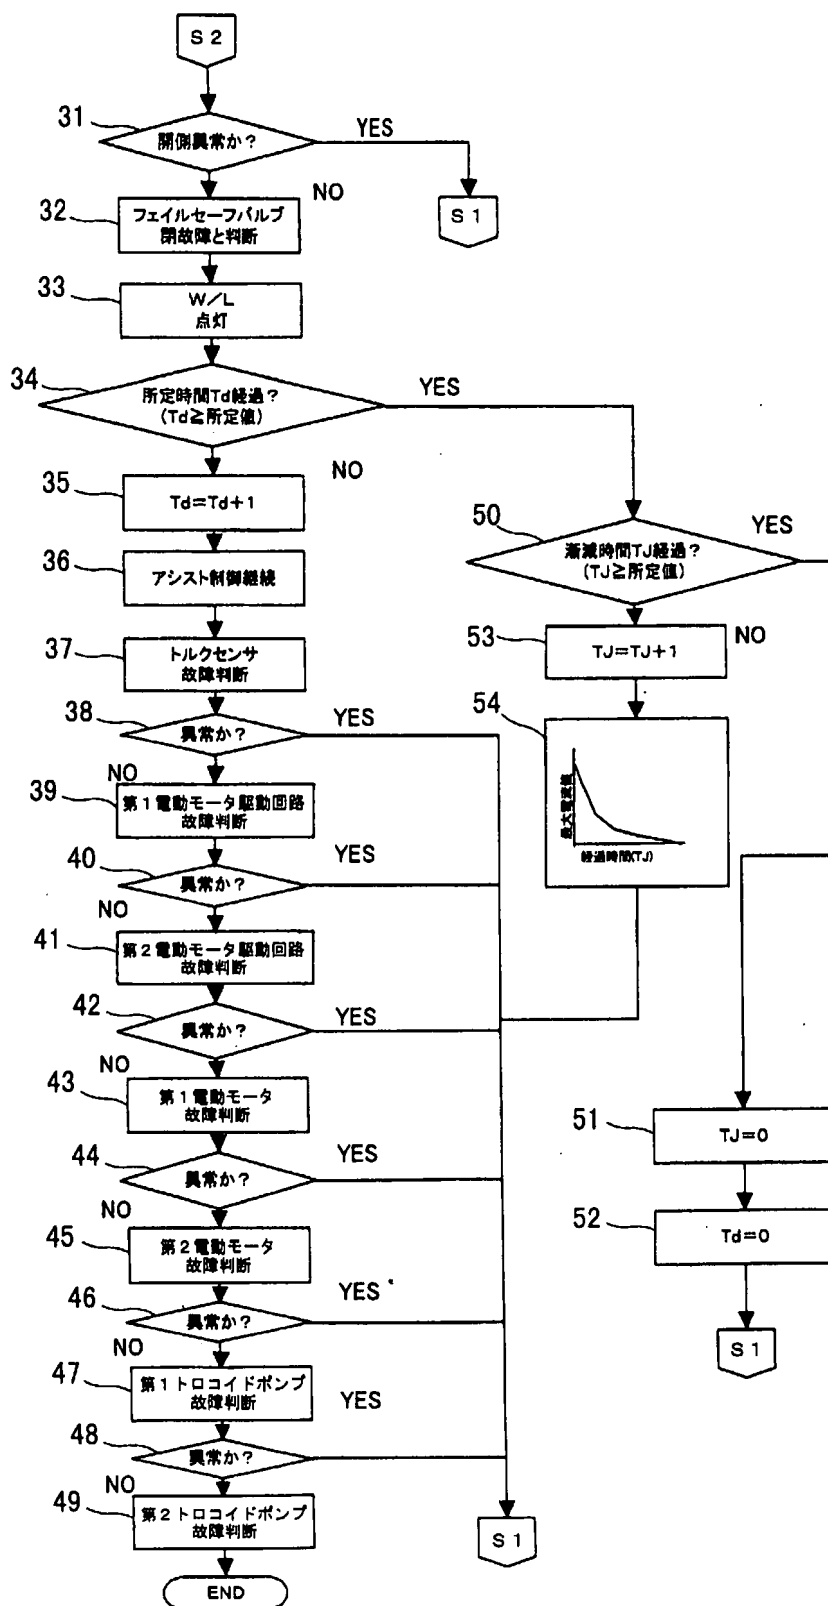 S2
31
開側異常か?
YES
NO
S1
32
フェイルセーフバルブ
閉故障と判断
33
W/L
点灯
34
所定時間Td経過?
(Td≧所定値)
YES
NO
35
Td=Td+1
36
アシスト制御継続
37
トルクセンサ
故障判断
38
異常か?
YES
NO
39
第1電動モータ駆動回路
故障判断
40
異常か?
YES
NO
41
第2電動モータ駆動回路
故障判断
42
異常か?
YES
NO
43
第1電動モータ
故障判断
44
異常か?
YES
NO
45
第2電動モータ
故障判断
46
異常か?
YES
NO
47
第1トロコイドポンプ
故障判断
48
異常か?
YES
NO
49
第2トロコイドポンプ
故障判断
END
S1
50
漸減時間TJ経過?
(TJ≧所定値)
YES
NO
53
TJ=TJ+1
54
最大電流値
経過時間(TJ)
51
TJ=0
52
Td=0
S1